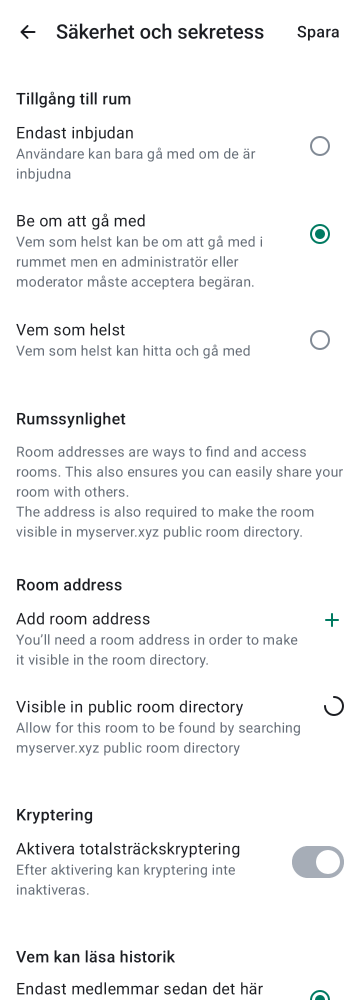 Säkerhet och sekretess
Spara
Tillgång till rum
Endast inbjudan
Användare kan bara gå med om de är
inbjudna
Be om att gå med
Vem som helst kan be om att gå med i
rummet men en administratör eller
moderator måste acceptera begäran.
Vem som helst
Vem som helst kan hitta och gå med
Rumssynlighet
Room addresses are ways to find and access
rooms. This also ensures you can easily share your
room with others.
The address is also required to make the room
visible in myserver.xyz public room directory.
Room address
Add room address
You’ll need a room address in order to make
it visible in the room directory.
Visible in public room directory
Allow for this room to be found by searching
myserver.xyz public room directory
Kryptering
Aktivera totalsträckskryptering
Efter aktivering kan kryptering inte
inaktiveras.
Vem kan läsa historik
Endast medlemmar sedan det här